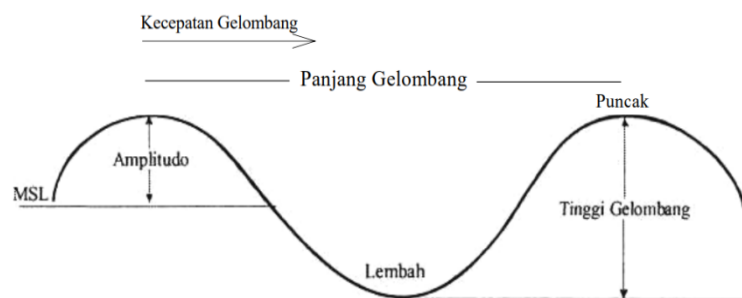 Kecepatan Gelombang
Panjang Gelombang
Puncak
Amplitudo
MSL
Tinggi Gelombang
Lembah